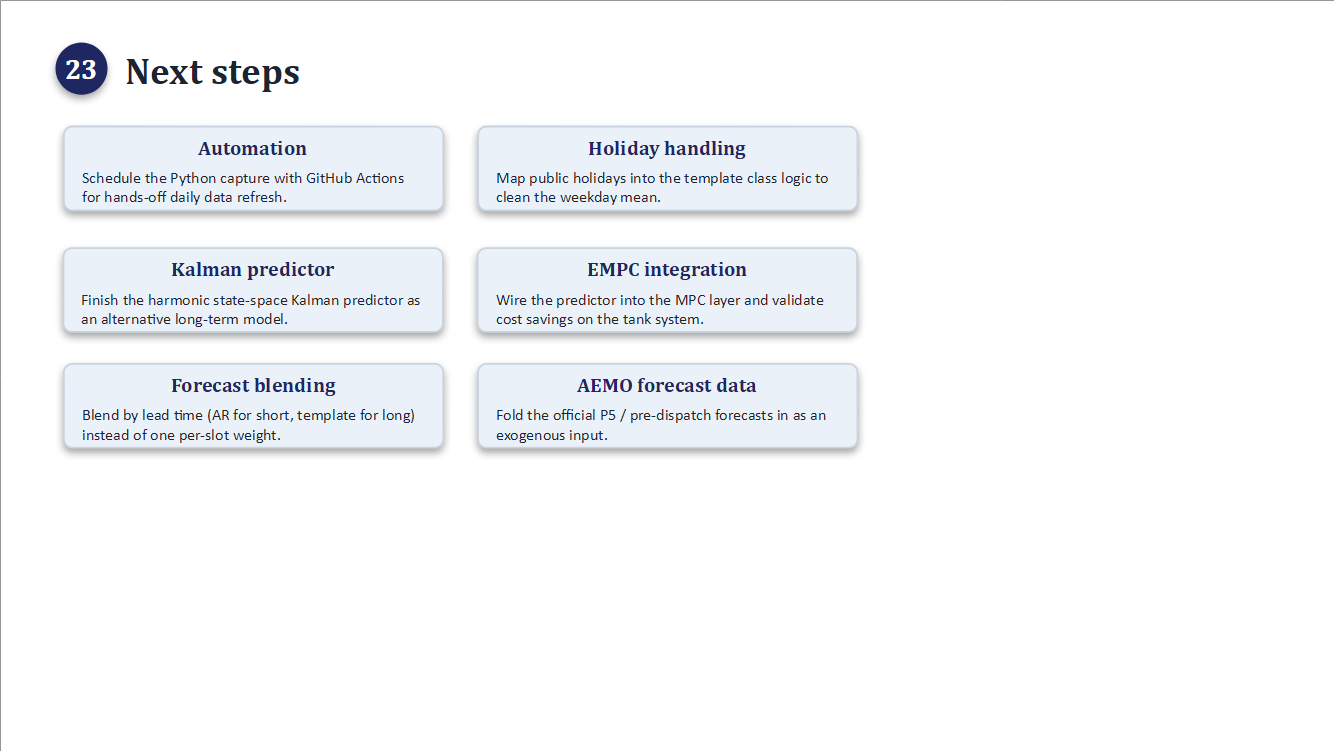 23
Next steps
Automation
Schedule the Python capture with GitHub Actions
for hands-off daily data refresh.
Holiday handling
Map public holidays into the template class logic to
clean the weekday mean.
Kalman predictor
Finish the harmonic state-space Kalman predictor as
an alternative long-term model.
EMPC integration
Wire the predictor into the MPC layer and validate
cost savings on the tank system.
Forecast blending
Blend by lead time (AR for short, template for long)
instead of one per-slot weight.
AEMO forecast data
Fold the official P5 / pre-dispatch forecasts in as an
exogenous input.